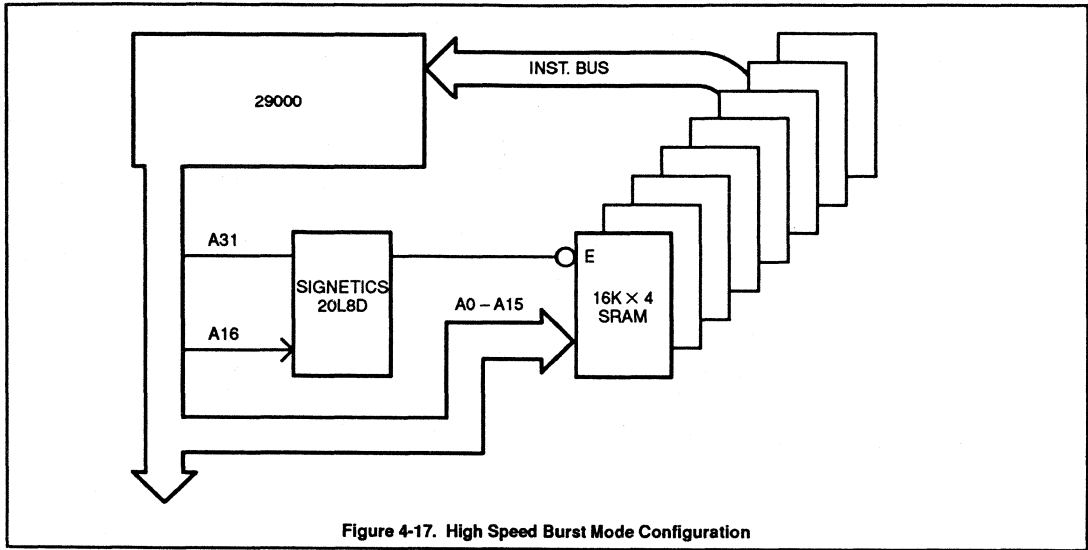 29000
INST. BUS
A31
SIGNETICS
20L8D
A16
A0 – A15
E
16K × 4
SRAM
Figure 4-17. High Speed Burst Mode Configuration